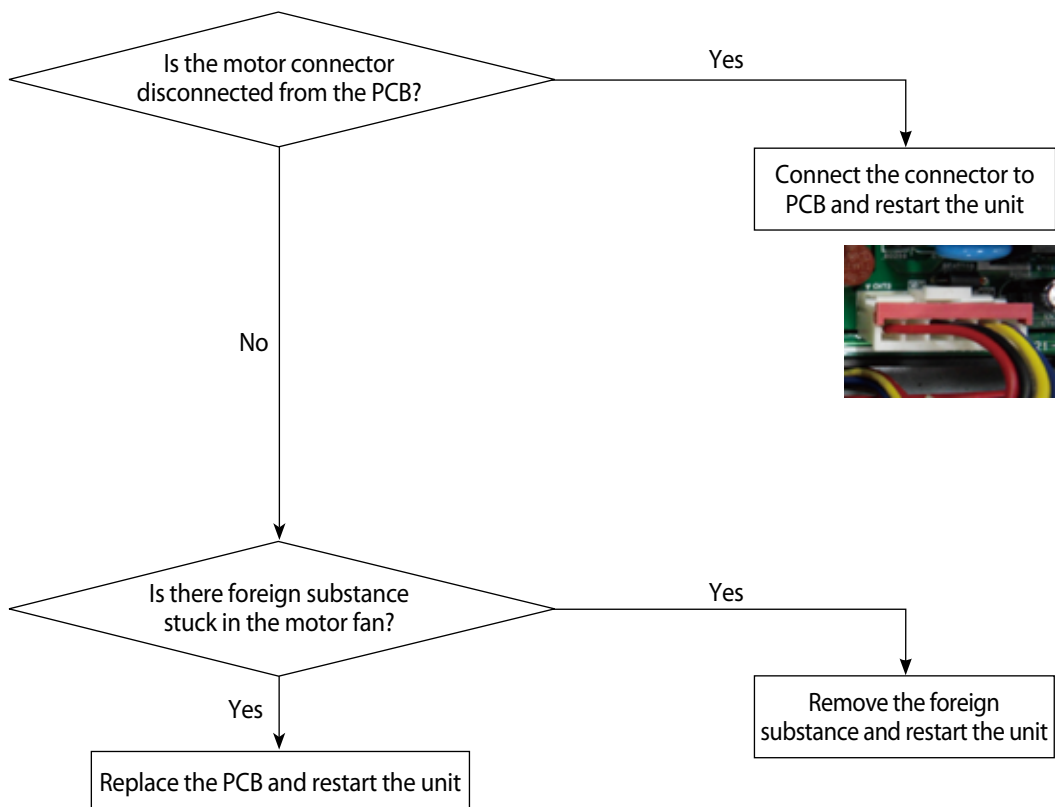 Is the motor connector
disconnected from the PCB?
Yes
Connect the connector to
PCB and restart the unit
No
Is there foreign substance
stuck in the motor fan?
Yes
Remove the foreign
substance and restart the unit
Yes
Replace the PCB and restart the unit